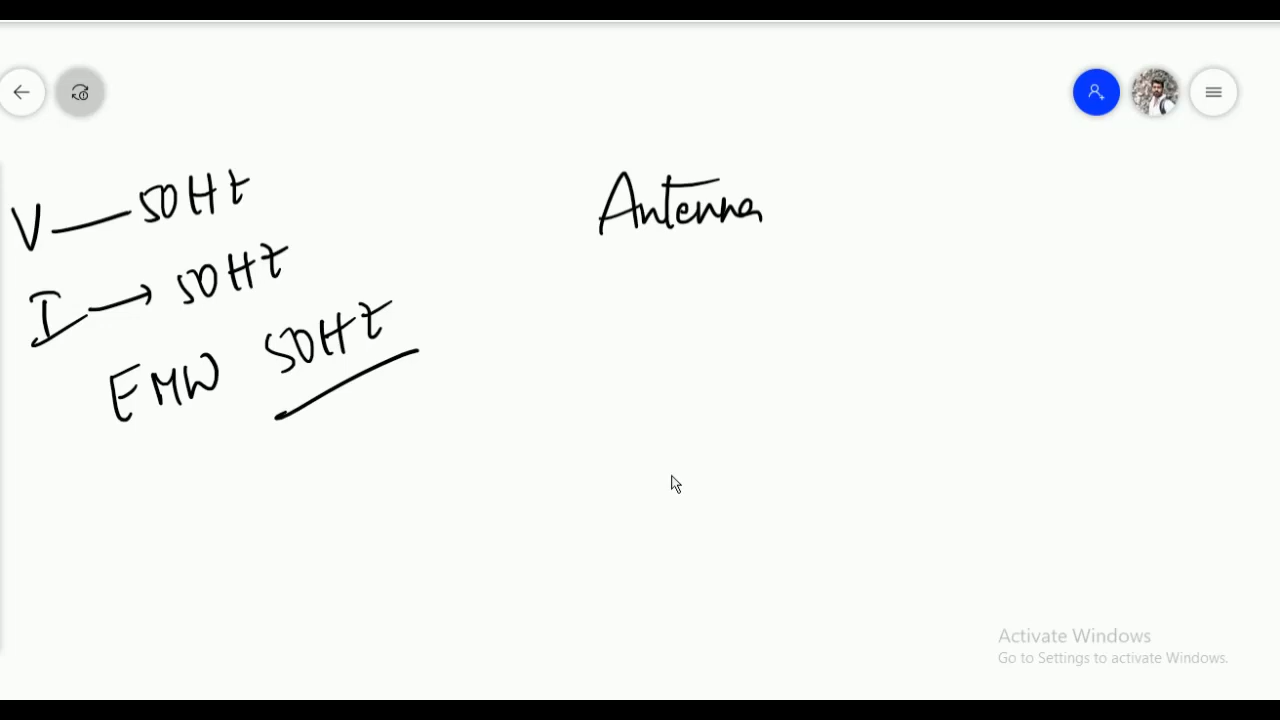 V — 50Hz
I → 50Hz
EMW 50Hz
Antenna
Activate Windows
Go to Settings to activate Windows.